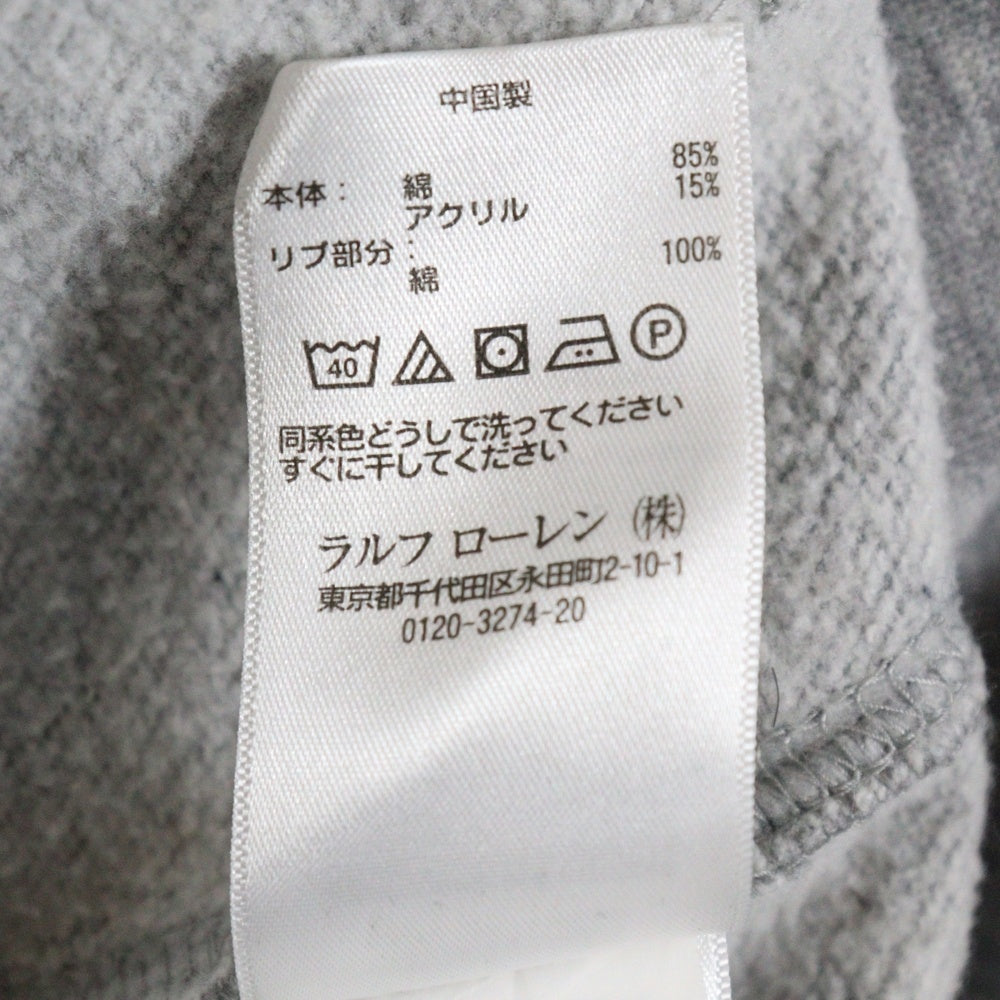 中国製
85%
本体： 綿 15%
アクリル
リブ部分： 100%
綿
40 P
同系色どうしで洗ってください
すぐに干してください
ラルフ ローレン (株)
東京都千代田区永田町2-10-1
0120-3274-20